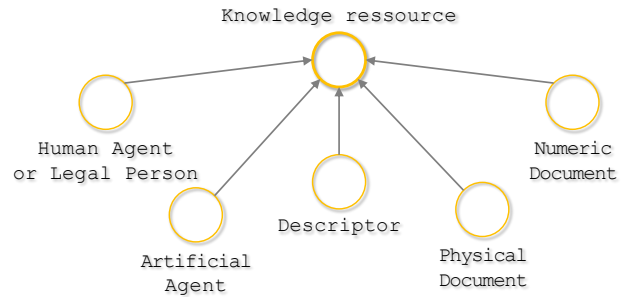 Knowledge ressource
Human Agent
or Legal Person
Numeric
Document
Descriptor
Artificial
Agent
Physical
Document